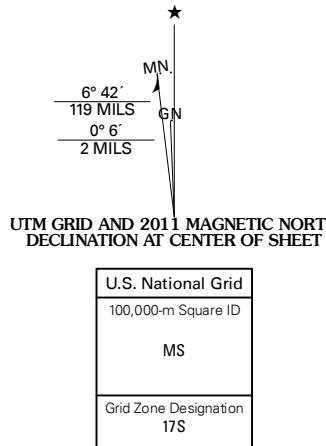 ★
MN.
GN
6° 42´
119 MILS
0° 6´
2 MILS
UTM GRID AND 2011 MAGNETIC NORT
DECLINATION AT CENTER OF SHEET
U.S. National Grid
100,000-m Square ID
MS
Grid Zone Designation
17S